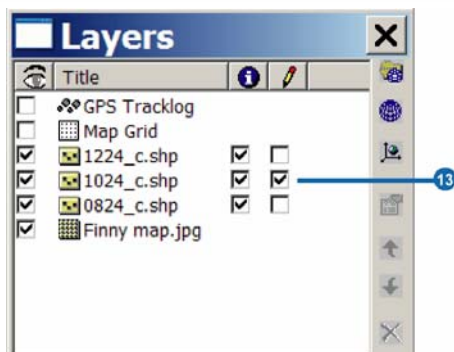 Layers
Title
GPS Tracklog
Map Grid
1224_c.shp
1024_c.shp
13
0824_c.shp
Finny map.jpg